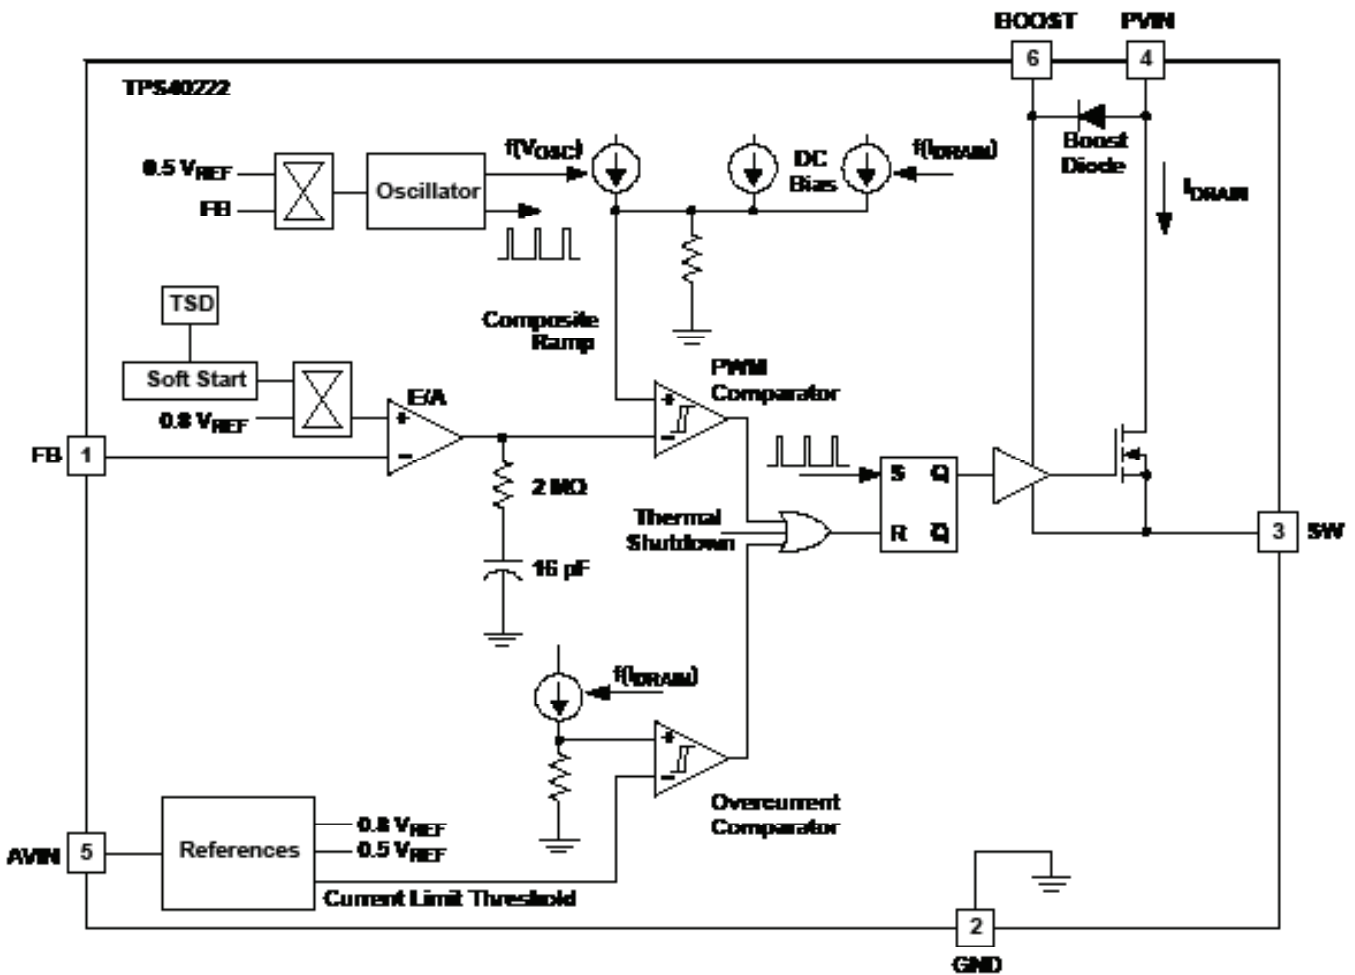 BOOST PVIN
6 4
TPS40222
0.5 VREF
FB
Oscillator
f(VOSC)
DC
Bias
f(IDRAIN)
Boost
Diode
IDRAIN
TSD
Soft Start
0.8 VREF
Composite
Ramp
E/A
+
–
PWM
Comparator
+
–
FB 1
2 MΩ
16 pF
Thermal
Shutdown
S Q
R Q̅
3 SW
f(IDRAIN)
+
–
Overcurrent
Comparator
AVIN 5
References
0.8 VREF
0.5 VREF
Current Limit Threshold
2
GND